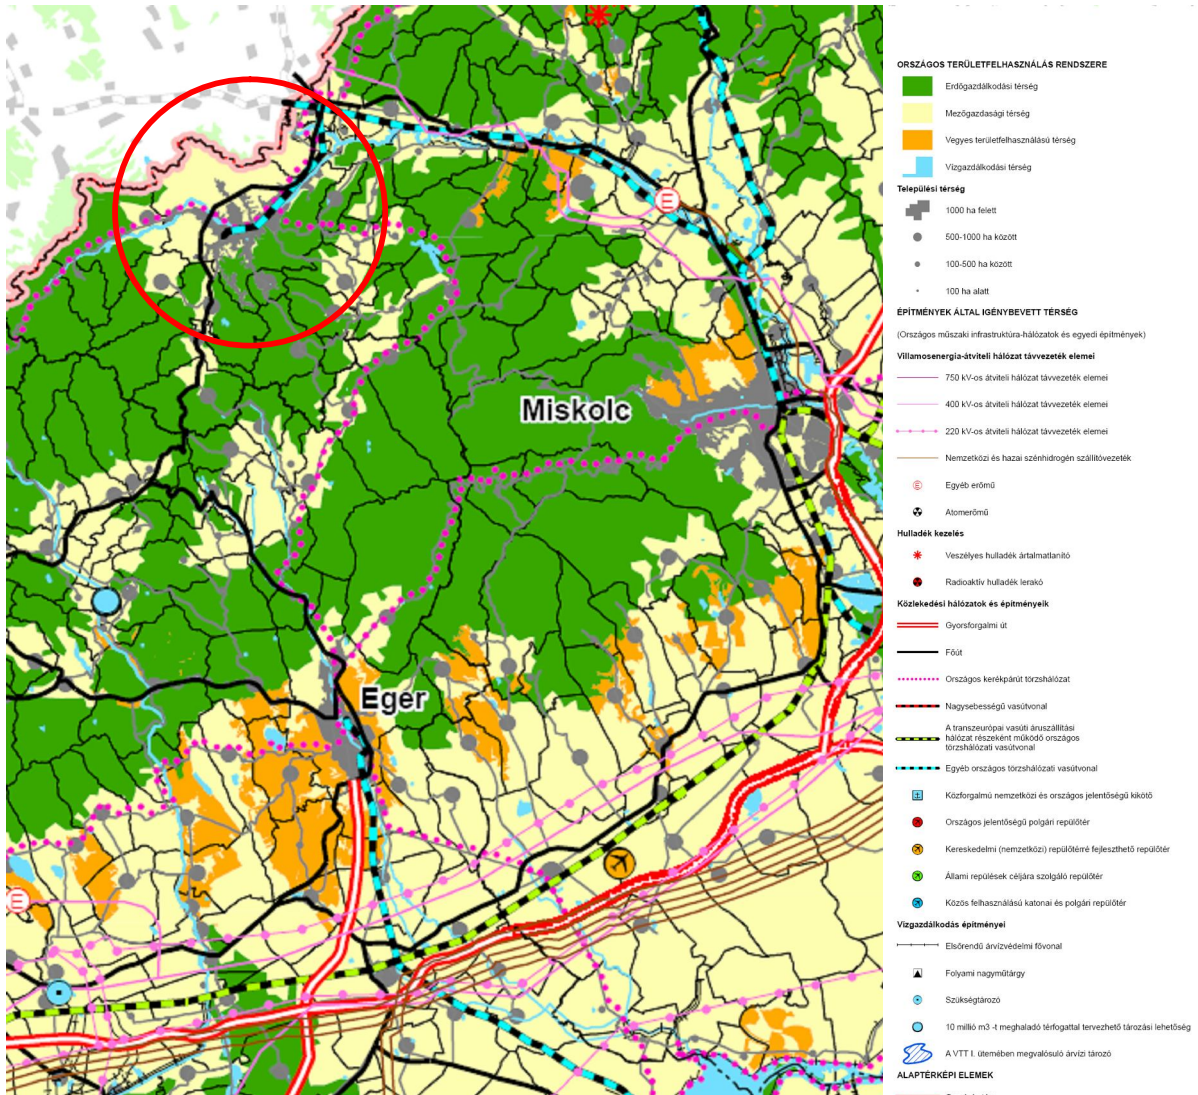 Miskolc
Eger
ORSZÁGOS TERÜLETFELHASZNÁLÁS RENDSZERE
Erdőgazdálkodási térség
Mezőgazdasági térség
Vegyes területfelhasználású térség
Vízgazdálkodási térség
Települési térség
1000 ha felett
500-1000 ha között
100-500 ha között
100 ha alatt
ÉPÍTMÉNYEK ÁLTAL IGÉNYBEVETT TÉRSÉG
(Országos műszaki infrastruktúra-hálózatok és egyedi építmények)
Villamosenergia-átviteli hálózat távvezeték elemei
750 kV-os átviteli hálózat távvezeték elemei
400 kV-os átviteli hálózat távvezeték elemei
220 kV-os átviteli hálózat távvezeték elemei
Nemzetközi és hazai szénhidrogén szállítóvezeték
Egyéb erőmű
Atomerőmű
Hulladék kezelés
Veszélyes hulladék ártalmatlanító
Radioaktív hulladék lerakó
Közlekedési hálózatok és építményeik
Gyorsforgalmi út
Főút
Országos kerékpárút törzshálózat
Nagysebességű vasútvonal
A transzeurópai vasúti áruszállítási
hálózat részeként működő országos
törzshálózati vasútvonal
Egyéb országos törzshálózati vasútvonal
Közforgalmú nemzetközi és országos jelentőségű kikötő
Országos jelentőségű polgári repülőtér
Kereskedelmi (nemzetközi) repülőtérré fejleszthető repülőtér
Állami repülések céljára szolgáló repülőtér
Közös felhasználású katonai és polgári repülőtér
Vízgazdálkodás építményei
Elsőrendű árvízvédelmi fővonal
Folyami nagyműtárgy
Szükségtározó
10 millió m3 -t meghaladó térfogattal tervezhető tározási lehetőség
A VTT I. ütemében megvalósuló árvízi tározó
ALAPTÉRKÉPI ELEMEK